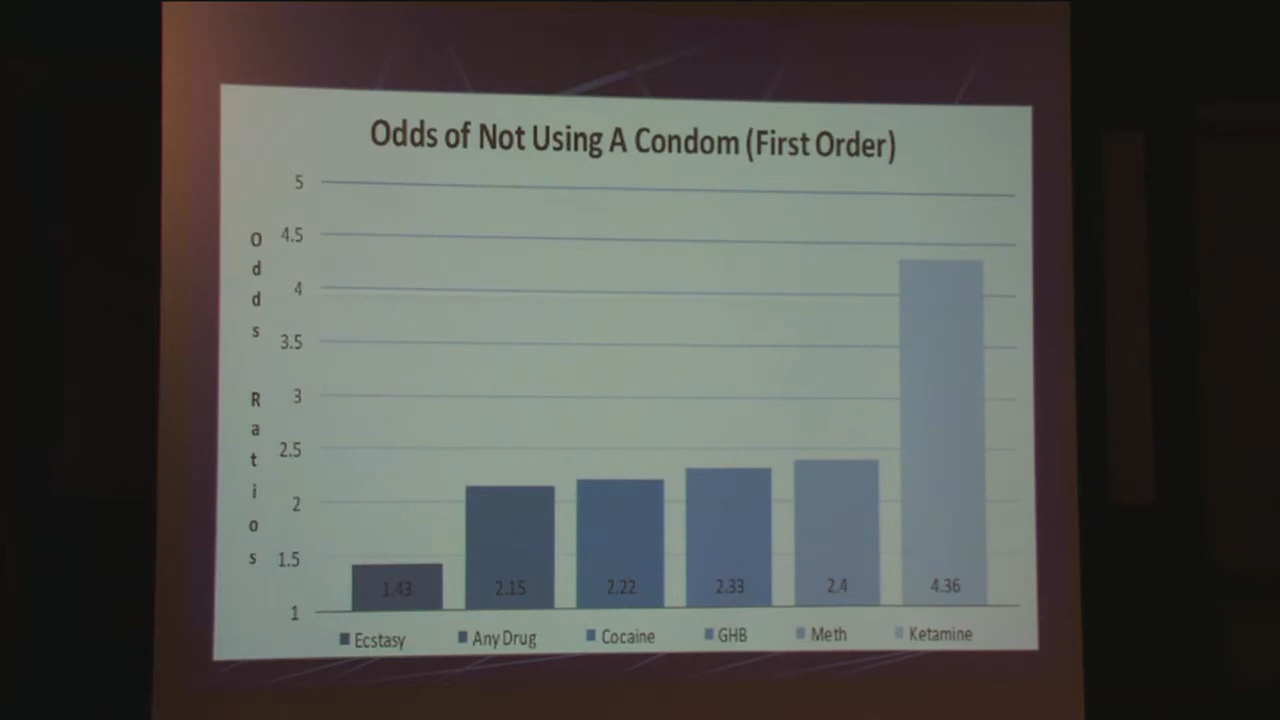 Odds of Not Using A Condom (First Order)
Odds Ratios
5
4.5
4
3.5
3
2.5
2
1.5
1
1.43 2.15 2.22 2.33 2.4 4.36
Ecstasy Any Drug Cocaine GHB Meth Ketamine